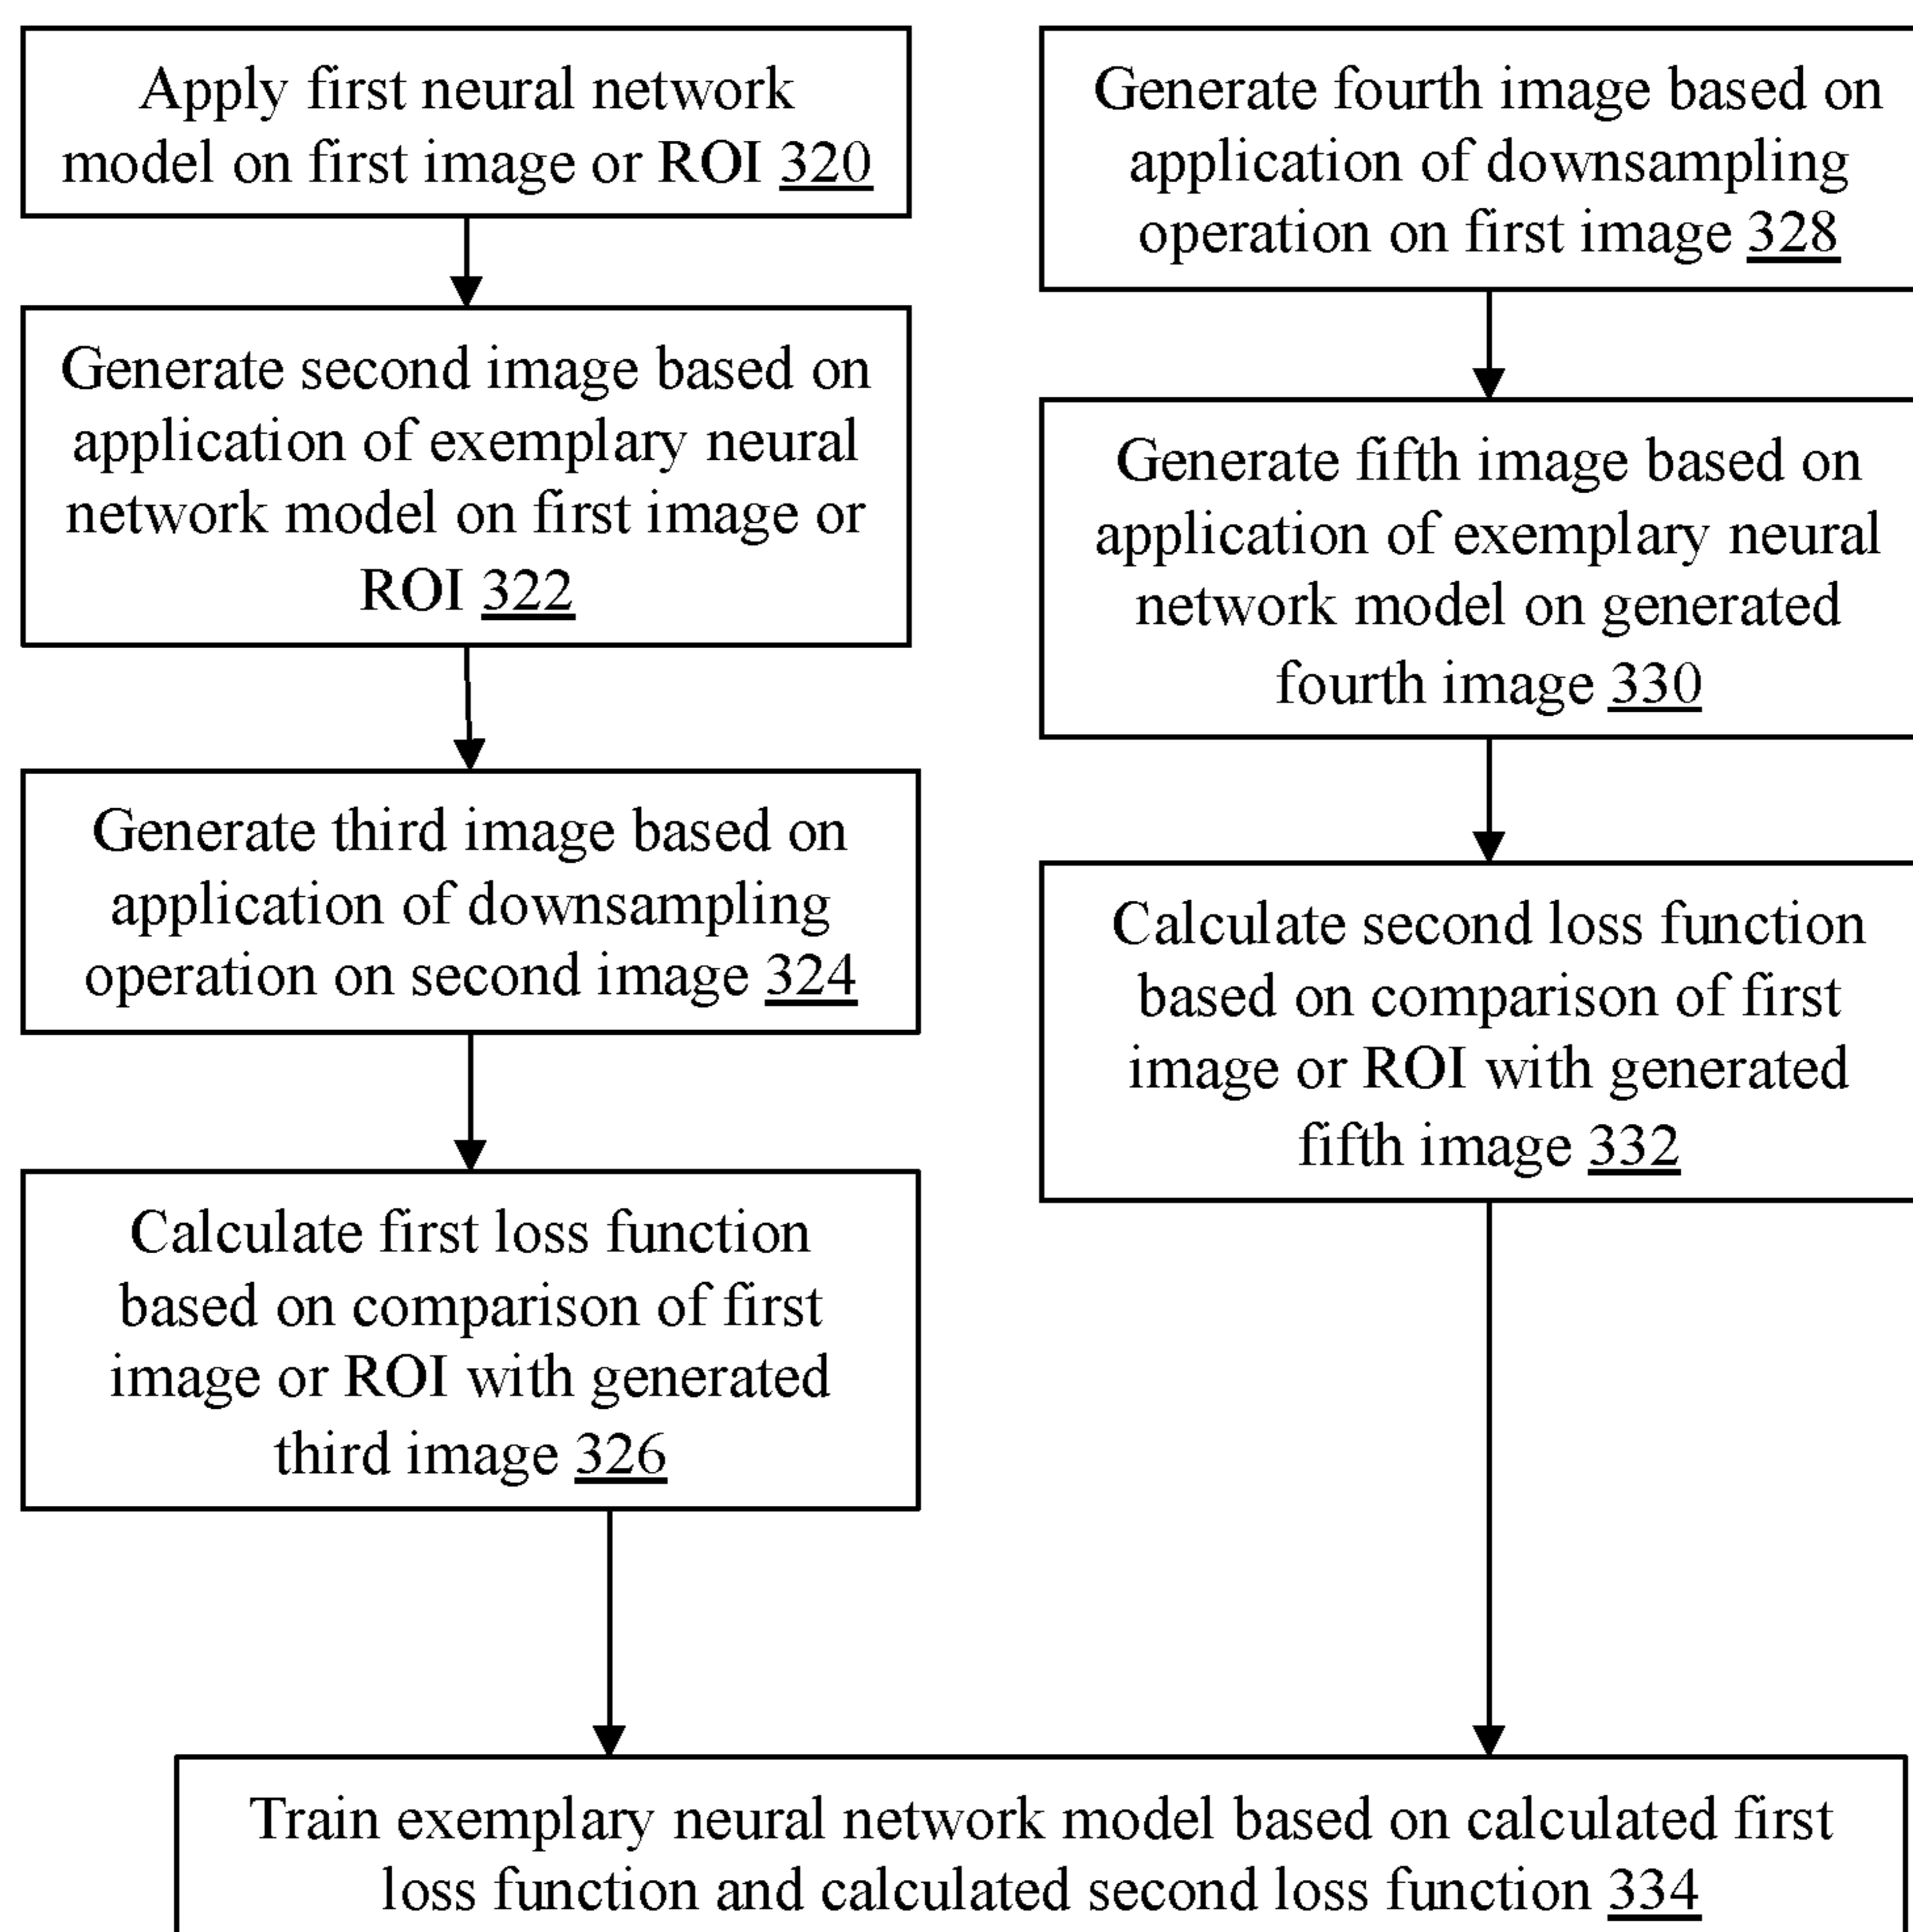 Apply first neural network
model on first image or ROI 320
Generate second image based on
application of exemplary neural
network model on first image or
ROI 322
Generate third image based on
application of downsampling
operation on second image 324
Calculate first loss function
based on comparison of first
image or ROI with generated
third image 326
Generate fourth image based on
application of downsampling
operation on first image 328
Generate fifth image based on
application of exemplary neural
network model on generated
fourth image 330
Calculate second loss function
based on comparison of first
image or ROI with generated
fifth image 332
Train exemplary neural network model based on calculated first
loss function and calculated second loss function 334